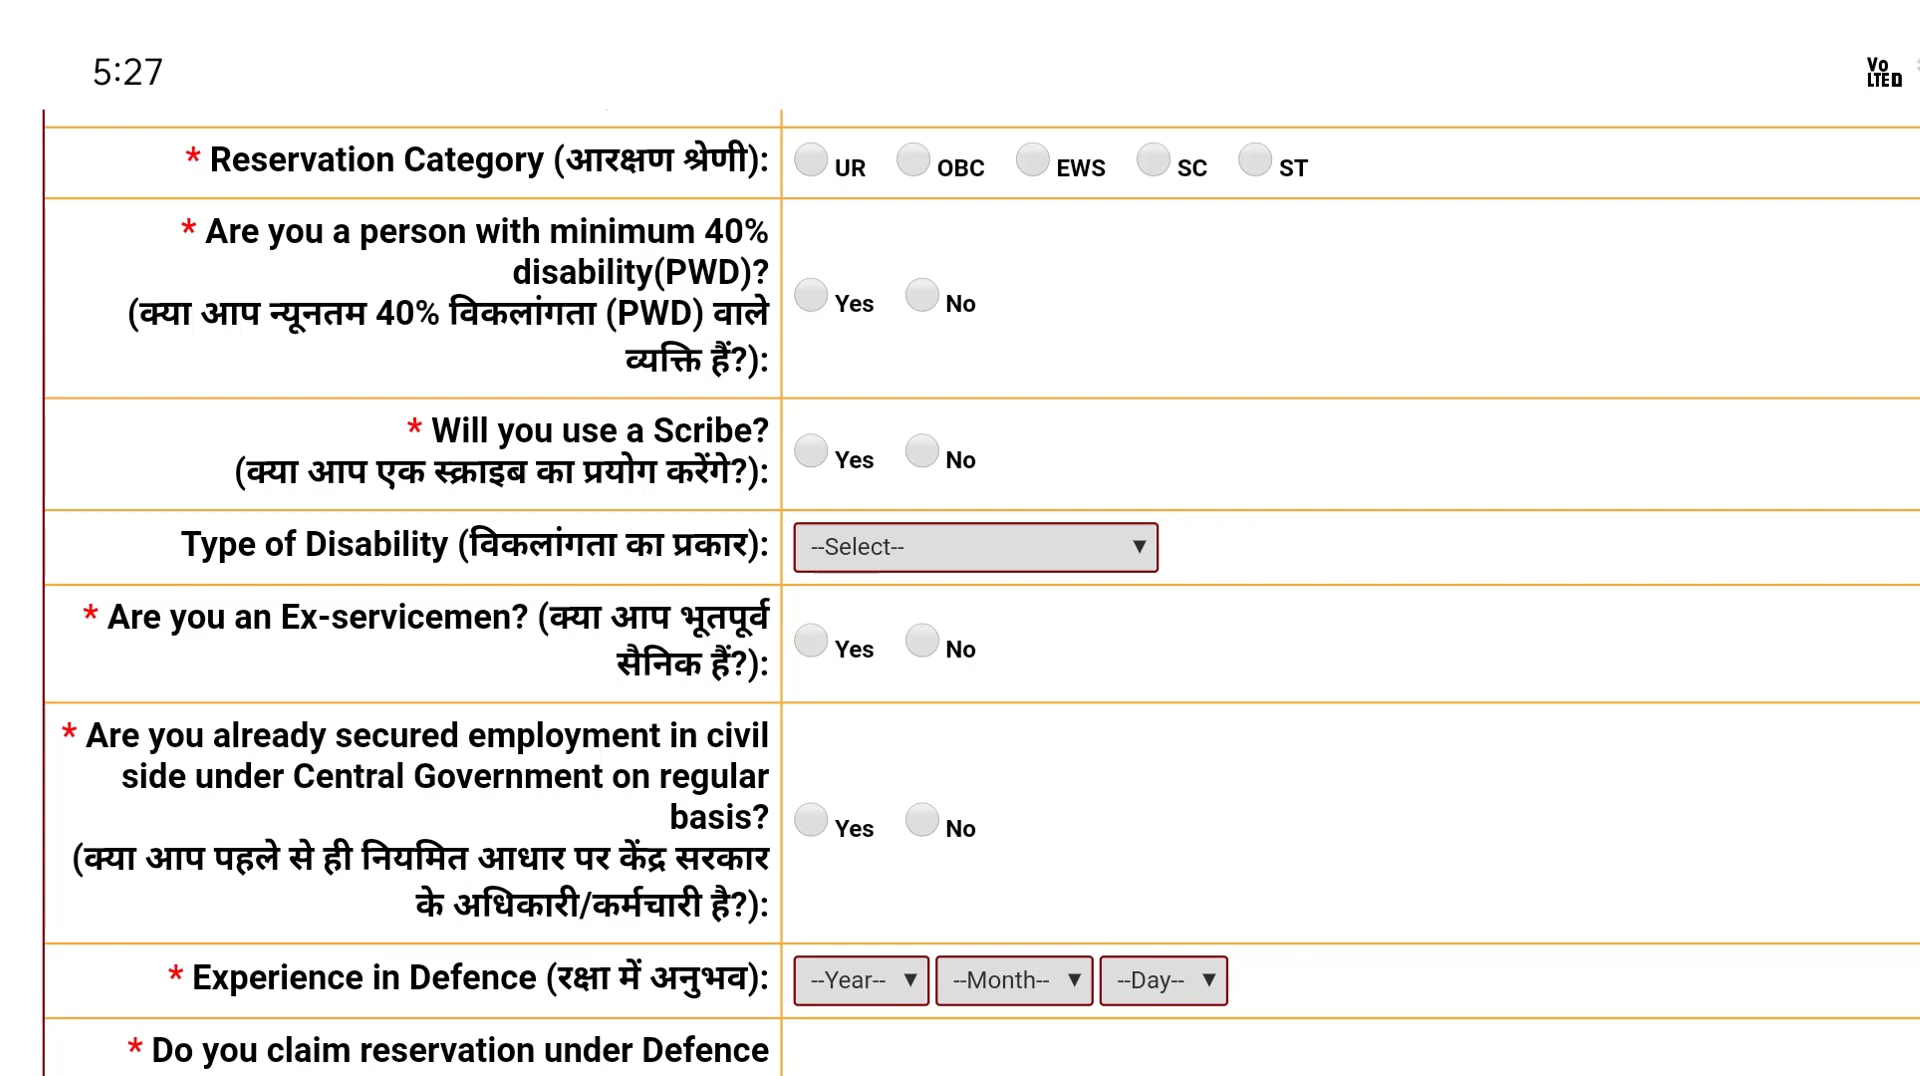 5:27
Vo
LTE
* Reservation Category (आरक्षण श्रेणी): UR OBC EWS SC ST
* Are you a person with minimum 40%
disability(PWD)?
(क्या आप न्यूनतम 40% विकलांगता (PWD) वाले
व्यक्ति हैं?):
Yes No
* Will you use a Scribe?
(क्या आप एक स्क्राइब का प्रयोग करेंगे?):
Yes No
Type of Disability (विकलांगता का प्रकार): --Select--
* Are you an Ex-servicemen? (क्या आप भूतपूर्व
सैनिक हैं?):
Yes No
* Are you already secured employment in civil
side under Central Government on regular
basis?
(क्या आप पहले से ही नियमित आधार पर केंद्र सरकार
के अधिकारी/कर्मचारी है?):
Yes No
* Experience in Defence (रक्षा में अनुभव): --Year-- --Month-- --Day--
* Do you claim reservation under Defence